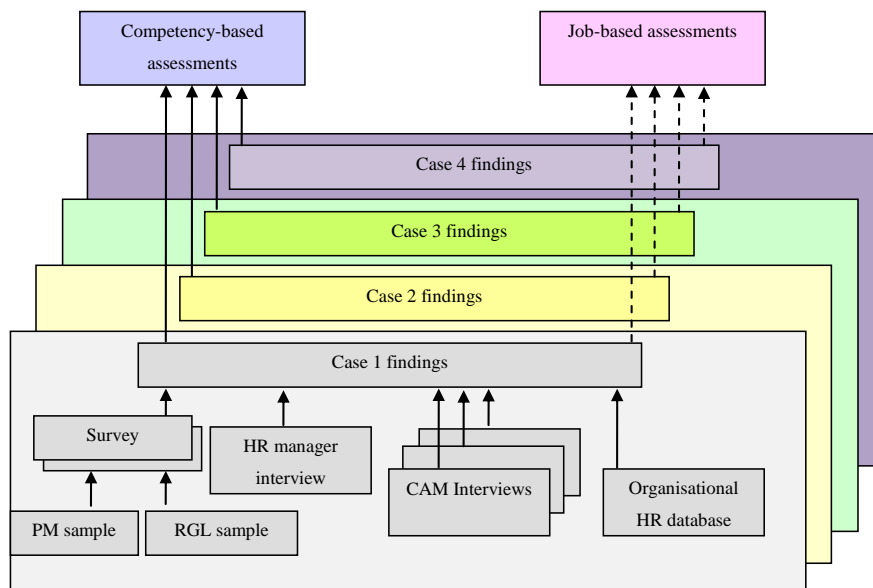 Competency-based
assessments
Job-based assessments
Case 4 findings
Case 3 findings
Case 2 findings
Case 1 findings
Survey
HR manager
interview
CAM Interviews
Organisational
HR database
PM sample
RGL sample